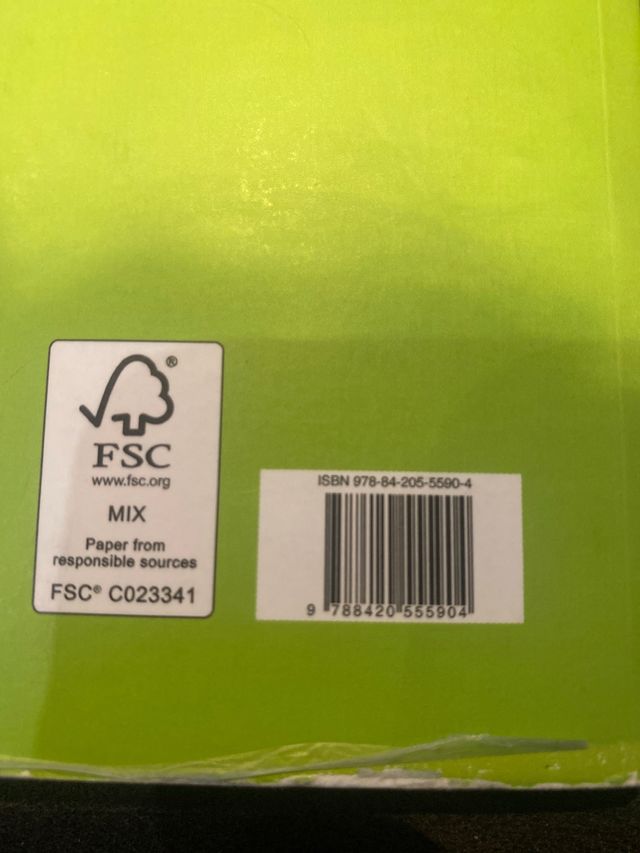 ®
FSC
www.fsc.org
MIX
Paper from
responsible sources
FSC® C023341
ISBN 978-84-205-5590-4
9 788420 555904